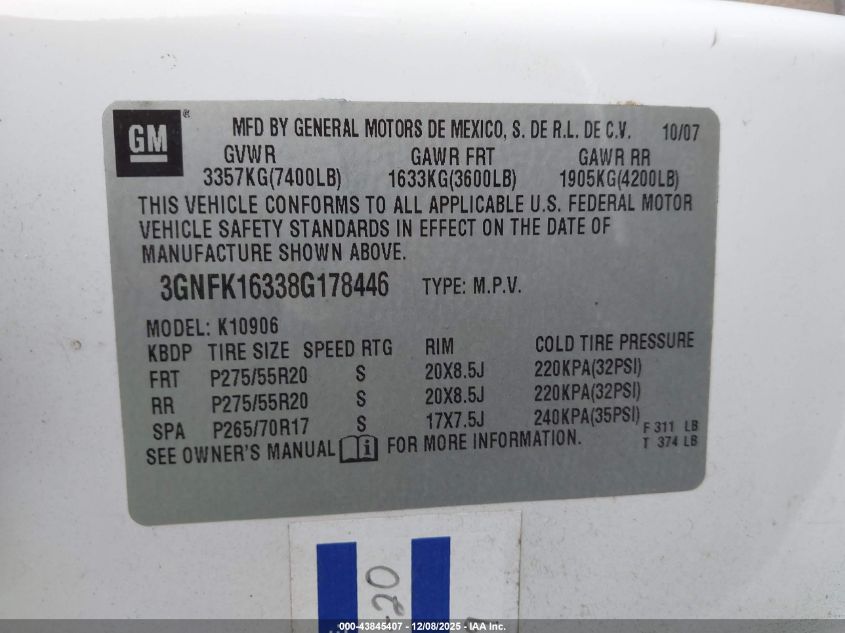 GM ®
MFD BY GENERAL MOTORS DE MEXICO, S. DE R.L. DE C.V. 10/07
GVWR GAWR FRT GAWR RR
3357KG(7400LB) 1633KG(3600LB) 1905KG(4200LB)
THIS VEHICLE CONFORMS TO ALL APPLICABLE U.S. FEDERAL MOTOR
VEHICLE SAFETY STANDARDS IN EFFECT ON THE DATE OF
MANUFACTURE SHOWN ABOVE.
3GNFK16338G178446 TYPE: M.P.V.
MODEL: K10906
KBDP TIRE SIZE SPEED RTG RIM COLD TIRE PRESSURE
FRT P275/55R20 S 20X8.5J 220KPA(32PSI)
RR P275/55R20 S 20X8.5J 220KPA(32PSI)
SPA P265/70R17 S 17X7.5J 240KPA(35PSI)
F 311 LB
T 374 LB
SEE OWNER'S MANUAL i FOR MORE INFORMATION.
-20
000-43845407 - 12/08/2025 - IAA Inc.